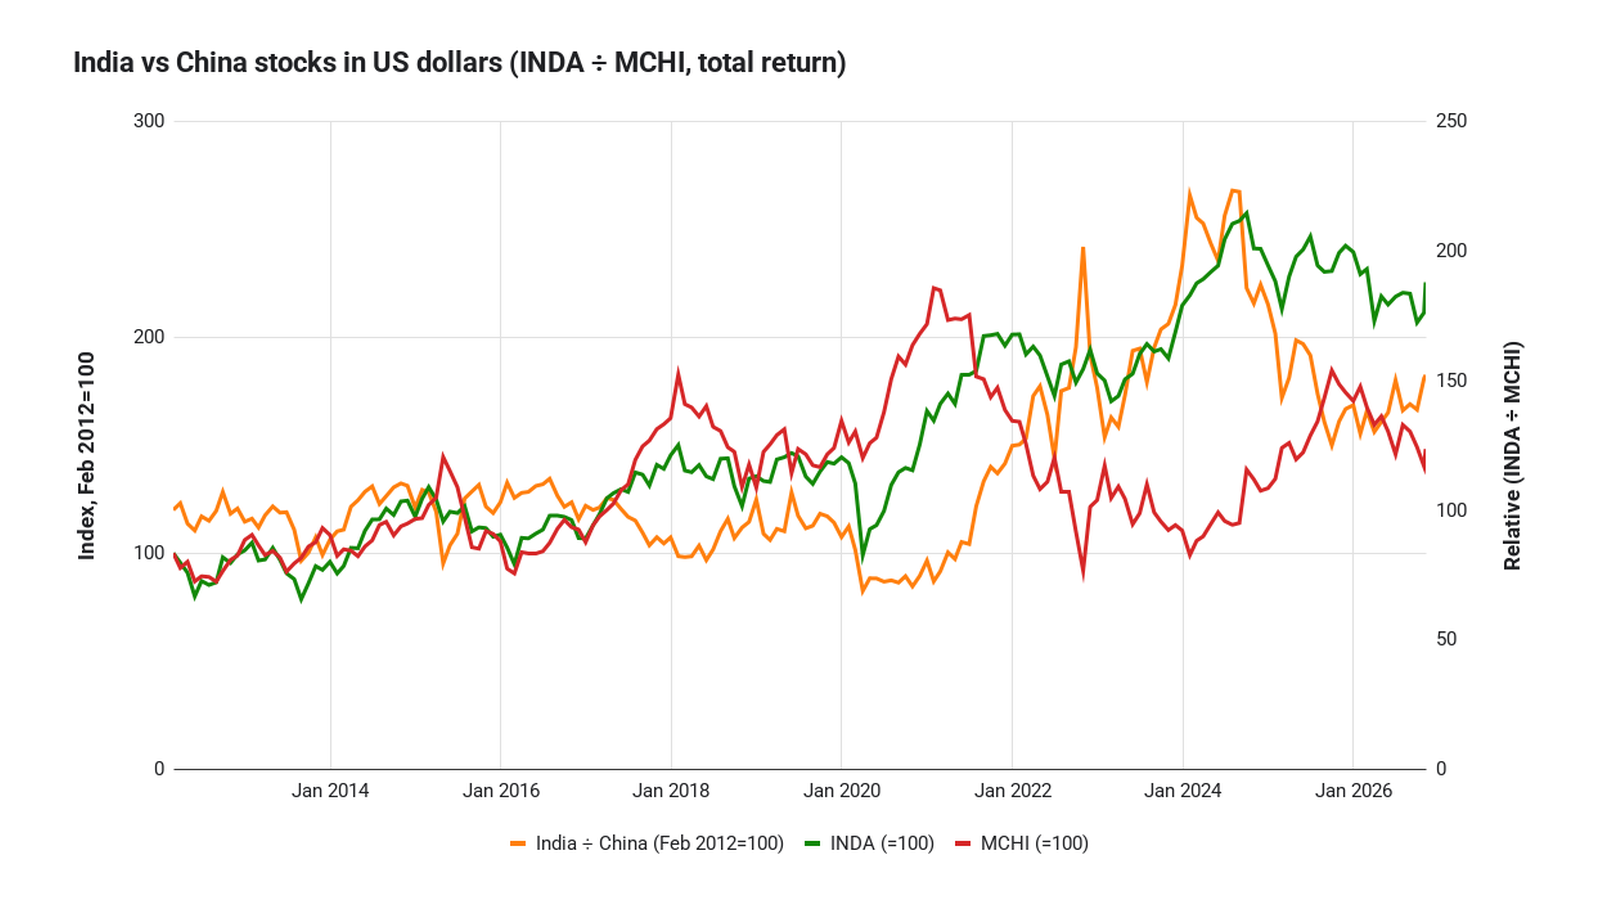 India vs China stocks in US dollars (INDA ÷ MCHI, total return)
300
200
100
0
Index, Feb 2012=100
250
200
150
100
50
0
Relative (INDA ÷ MCHI)
Jan 2014
Jan 2016
Jan 2018
Jan 2020
Jan 2022
Jan 2024
Jan 2026
India ÷ China (Feb 2012=100)
INDA (=100)
MCHI (=100)